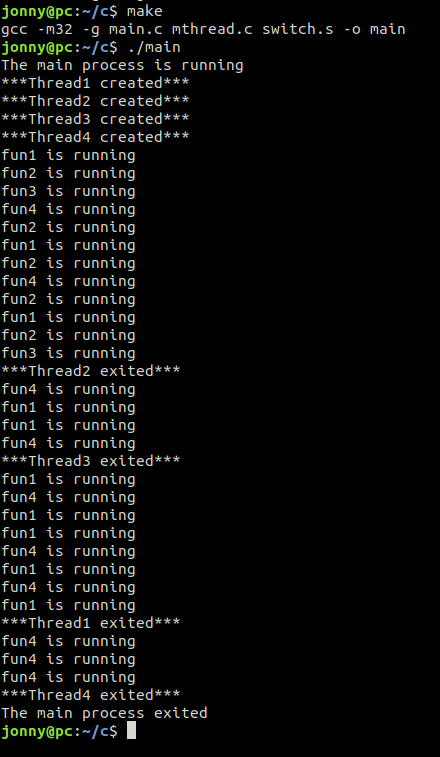 jonny@pc:~/c$ make
gcc -m32 -g main.c mthread.c switch.s -o main
jonny@pc:~/c$ ./main
The main process is running
***Thread1 created***
***Thread2 created***
***Thread3 created***
***Thread4 created***
fun1 is running
fun2 is running
fun3 is running
fun4 is running
fun2 is running
fun1 is running
fun2 is running
fun4 is running
fun2 is running
fun1 is running
fun2 is running
fun3 is running
***Thread2 exited***
fun4 is running
fun1 is running
fun1 is running
fun4 is running
***Thread3 exited***
fun1 is running
fun4 is running
fun1 is running
fun1 is running
fun4 is running
fun1 is running
fun4 is running
fun1 is running
***Thread1 exited***
fun4 is running
fun4 is running
fun4 is running
***Thread4 exited***
The main process exited
jonny@pc:~/c$